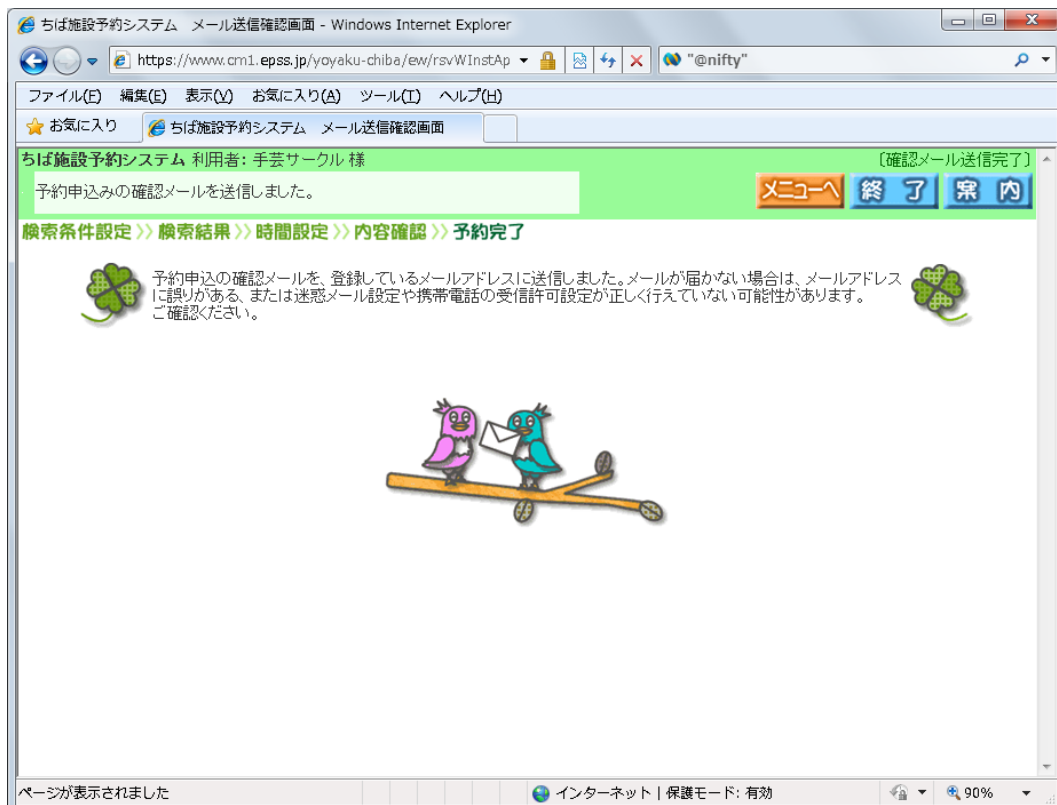 ちば施設予約システム メール送信確認画面 - Windows Internet Explorer
https://www.cm1.epss.jp/yoyaku-chiba/ew/rsvWInstAp
"@nifty"
ファイル(F) 編集(E) 表示(V) お気に入り(A) ツール(T) ヘルプ(H)
お気に入り
ちば施設予約システム メール送信確認画面
ちば施設予約システム 利用者: 手芸サークル 様
〔確認メール送信完了〕
予約申込みの確認メールを送信しました。
メニューへ 終 了 案 内
検索条件設定 >> 検索結果 >> 時間設定 >> 内容確認 >> 予約完了
予約申込の確認メールを、登録しているメールアドレスに送信しました。メールが届かない場合は、メールアドレス
に誤りがある、または迷惑メール設定や携帯電話の受信許可設定が正しく行えていない可能性があります。
ご確認ください。
ページが表示されました
インターネット | 保護モード: 有効
90%